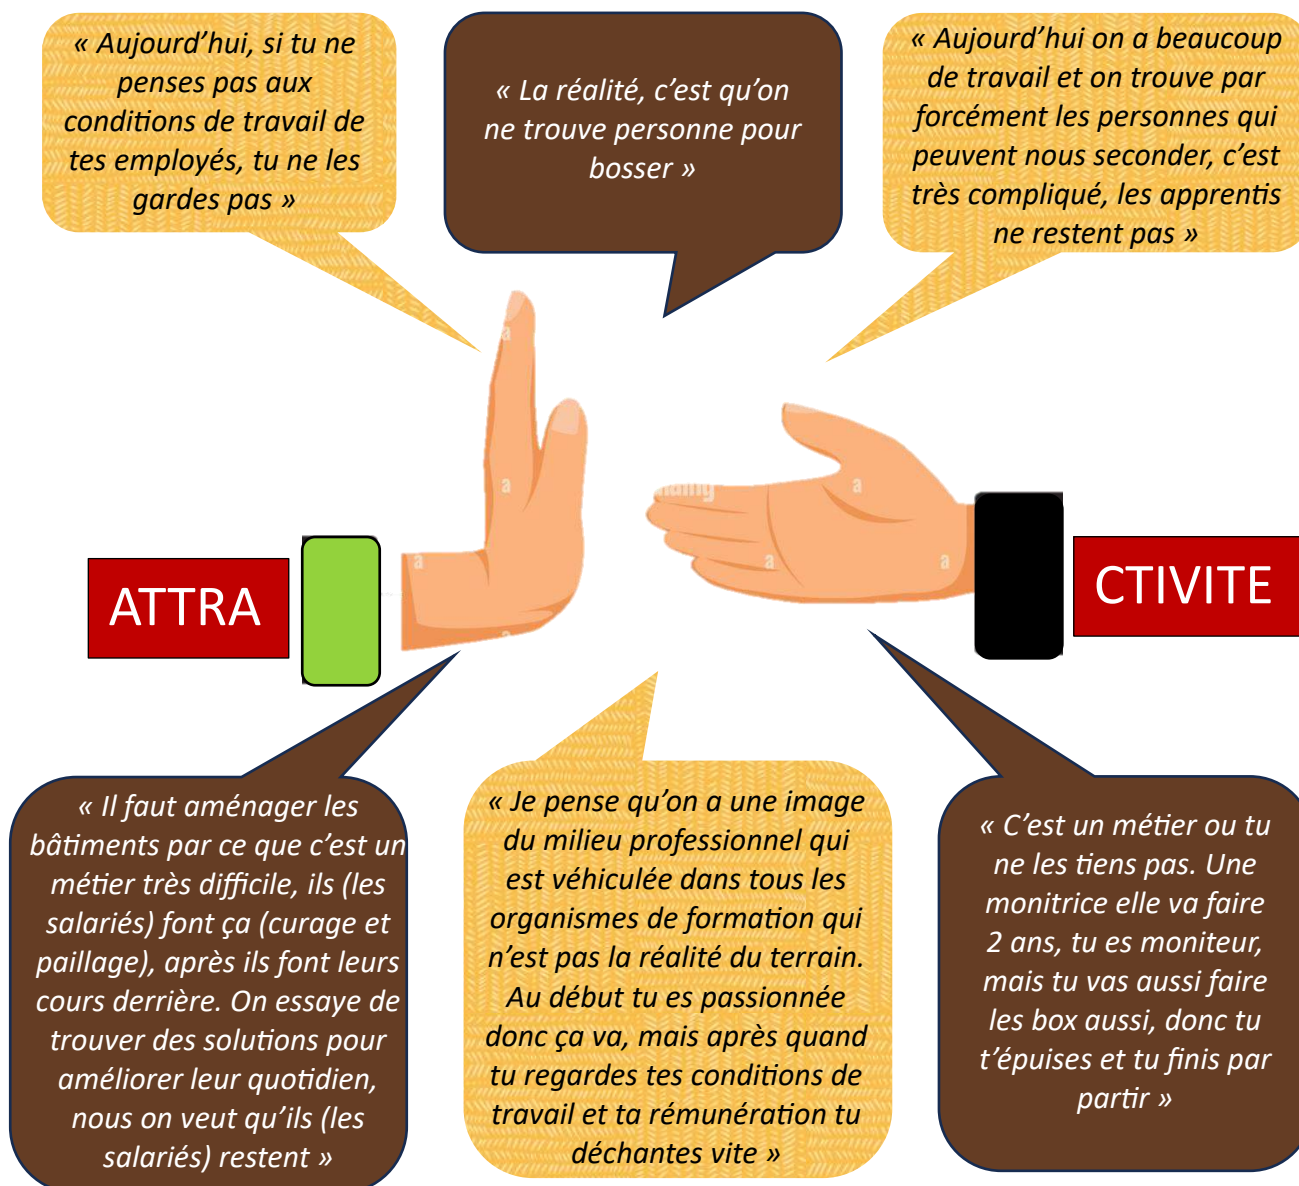 « Aujourd’hui, si tu ne
penses pas aux
conditions de travail de
tes employés, tu ne les
gardes pas »
« La réalité, c’est qu’on
ne trouve personne pour
bosser »
« Aujourd’hui on a beaucoup
de travail et on trouve par
forcément les personnes qui
peuvent nous seconder, c’est
très compliqué, les apprentis
ne restent pas »
a
a
a
a
a
a
a
ATTRA
CTIVITE
« Il faut aménager les
bâtiments par ce que c’est un
métier très difficile, ils (les
salariés) font ça (curage et
paillage), après ils font leurs
cours derrière. On essaye de
trouver des solutions pour
améliorer leur quotidien,
nous on veut qu’ils (les
salariés) restent »
« Je pense qu’on a une image
du milieu professionnel qui
est véhiculée dans tous les
organismes de formation qui
n’est pas la réalité du terrain.
Au début tu es passionnée
donc ça va, mais après quand
tu regardes tes conditions de
travail et ta rémunération tu
déchantes vite »
« C’est un métier ou tu
ne les tiens pas. Une
monitrice elle va faire
2 ans, tu es moniteur,
mais tu vas aussi faire
les box aussi, donc tu
t’épuises et tu finis par
partir »